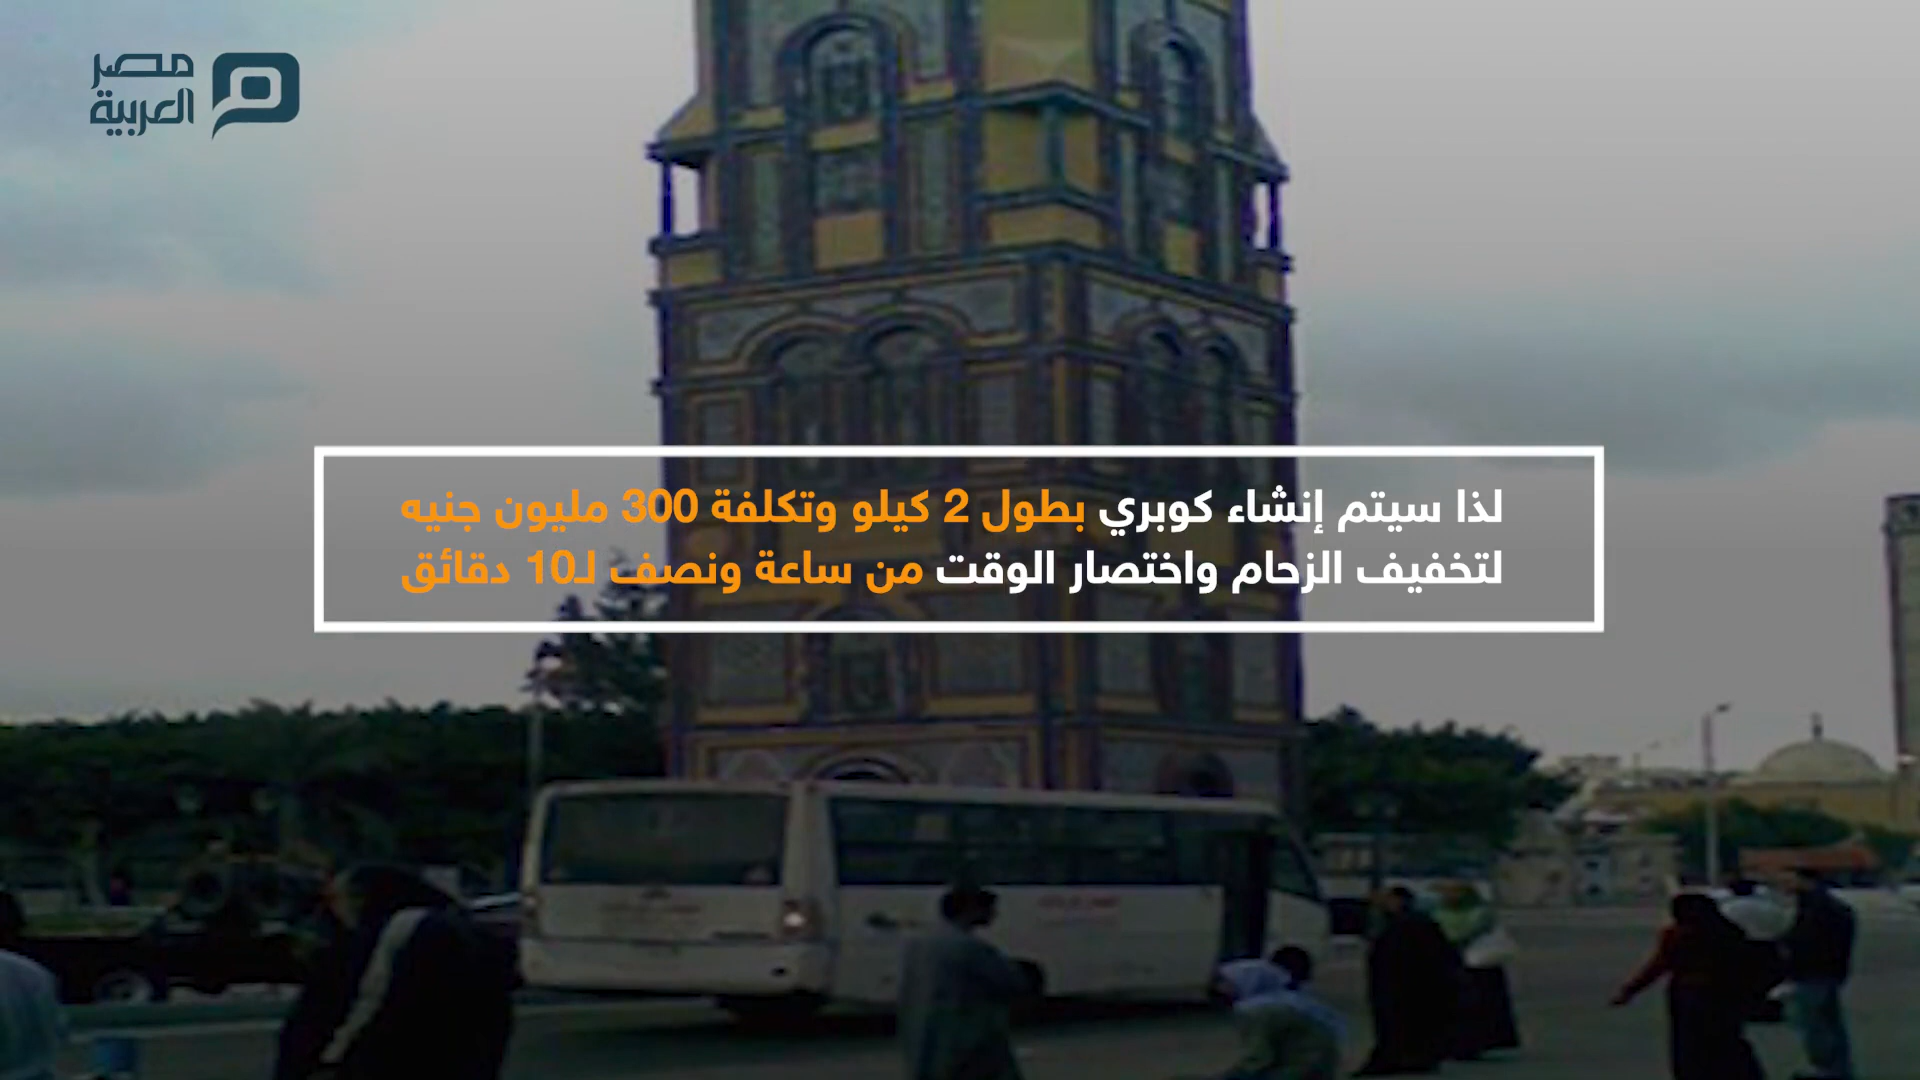 مصر
العربية
لذا سيتم إنشاء كوبري بطول 2 كيلو وتكلفة 300 مليون جنيه
لتخفيف الزحام واختصار الوقت من ساعة ونصف لـ10 دقائق